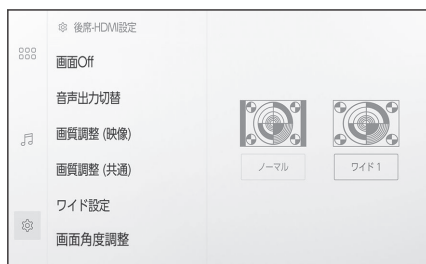 後席-HDMI設定
画面Off
音声出力切替
画質調整 (映像)
画質調整 (共通)
ワイド設定
画面角度調整
ノーマル
ワイド 1